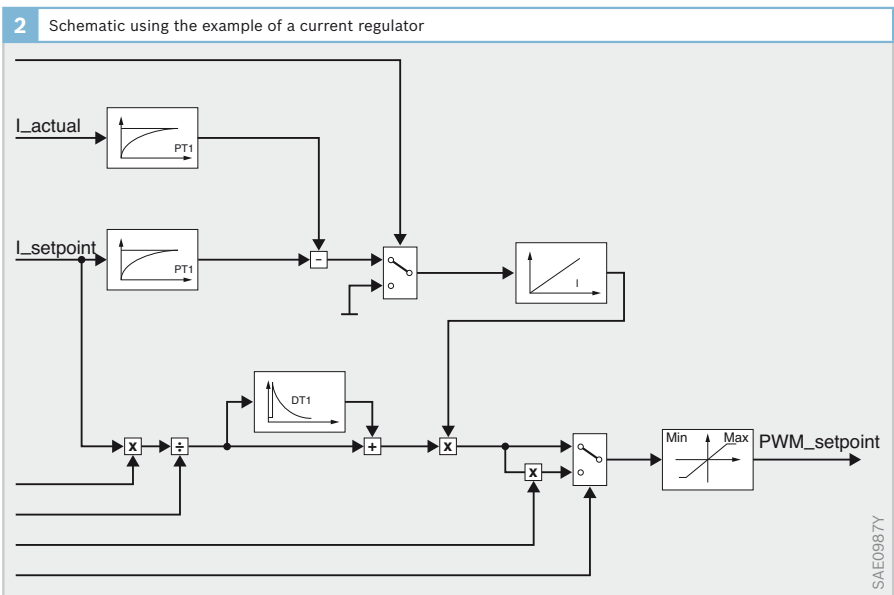 2 Schematic using the example of a current regulator
I_actual
PT1
I_setpoint
PT1
-
I
DT1
x
÷
+
x
x
Min Max
PWM_setpoint
SAE0987Y